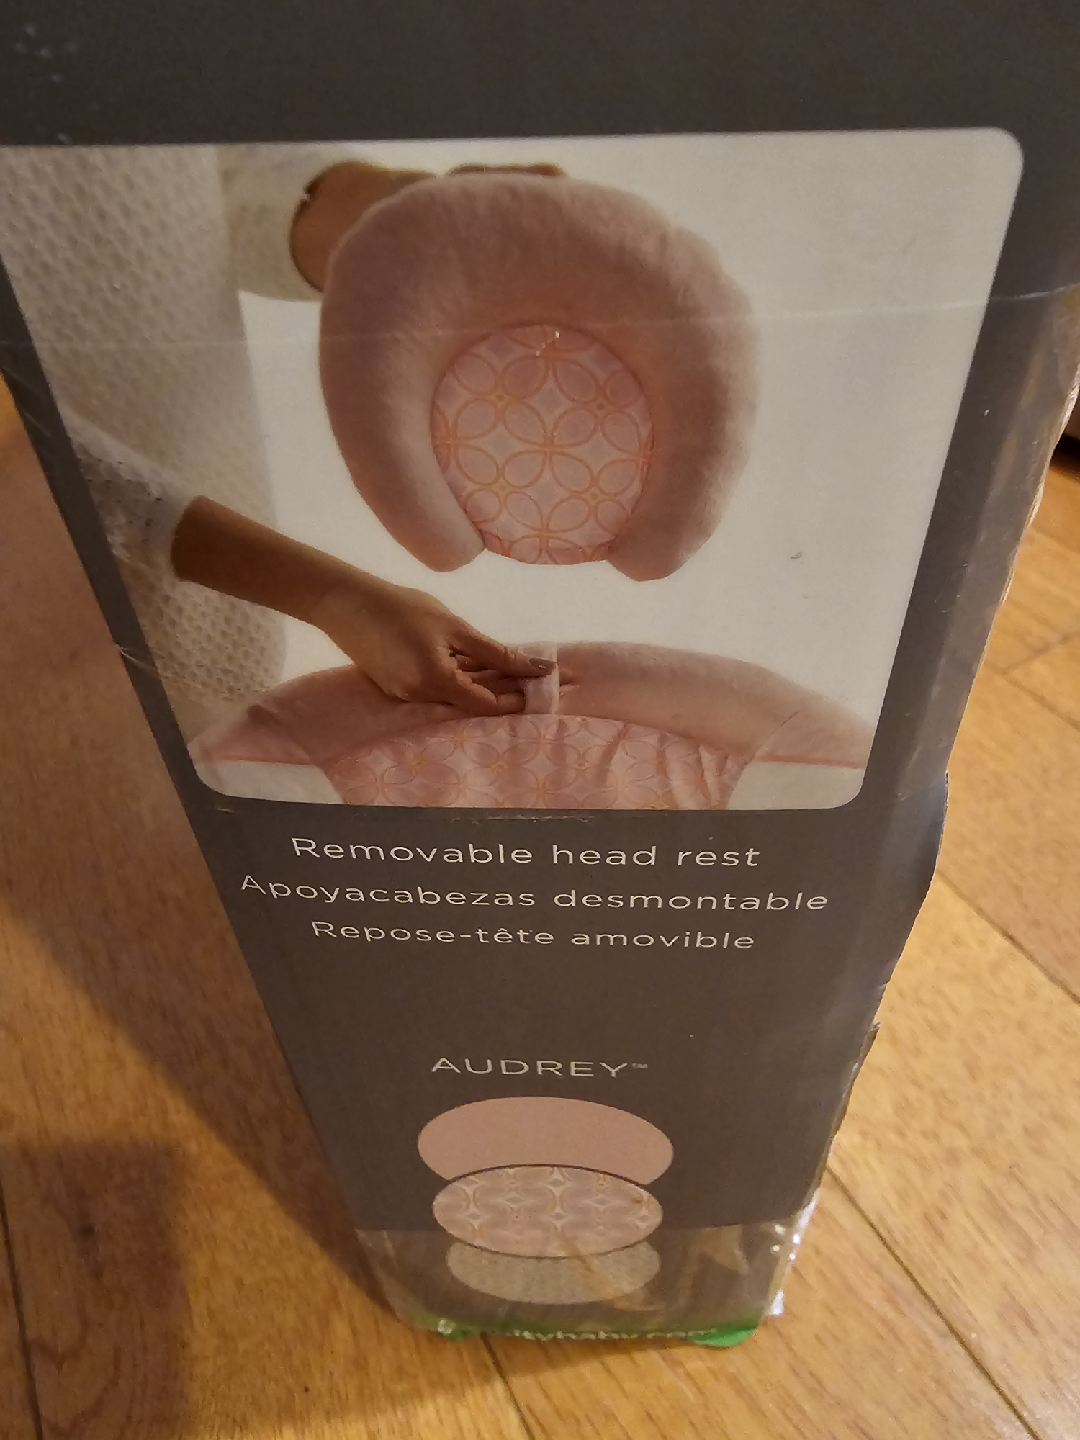 Removable head rest
Apoyacabezas desmontable
Repose-tête amovible
AUDREY™